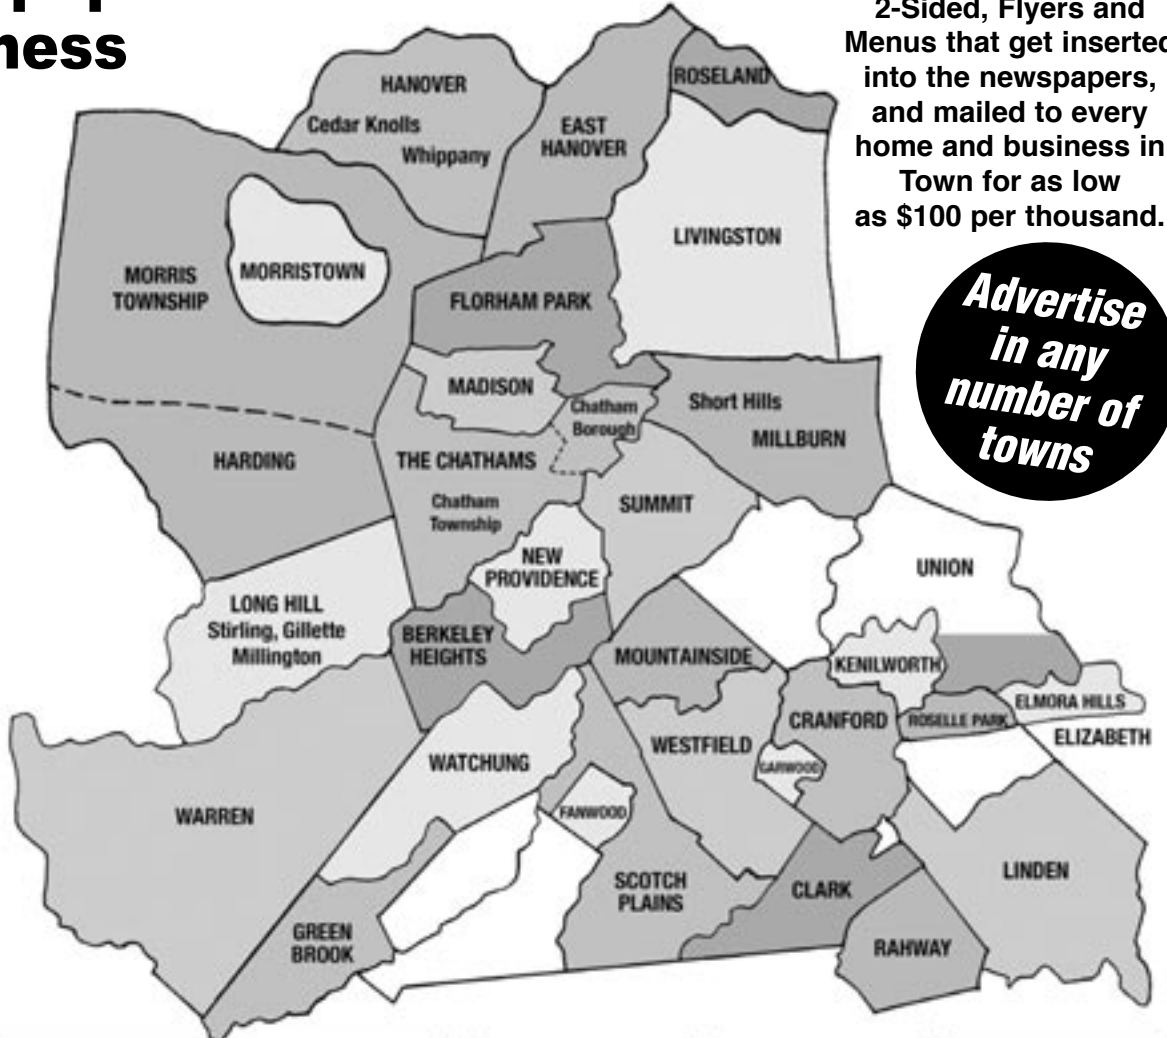 ness
2-Sided, Flyers and
Menus that get inserted
into the newspapers,
and mailed to every
home and business in
Town for as low
as $100 per thousand.
Advertise
in any
number of
towns
HANOVER
Cedar Knolls
Whippany
EAST
HANOVER
ROSELAND
LIVINGSTON
MORRIS
TOWNSHIP
MORRISTOWN
FLORHAM PARK
MADISON
Chatham
Borough
Short Hills
MILLBURN
HARDING
THE CHATHAMS
Chatham
Township
SUMMIT
NEW
PROVIDENCE
UNION
LONG HILL
Stirling, Gillette
Millington
BERKELEY
HEIGHTS
MOUNTAINSIDE
KENILWORTH
ELMORA HILLS
ROSELLE PARK
CRANFORD
ELIZABETH
WESTFIELD
GARWOOD
WATCHUNG
WARREN
FANWOOD
SCOTCH
PLAINS
CLARK
LINDEN
GREEN
BROOK
RAHWAY